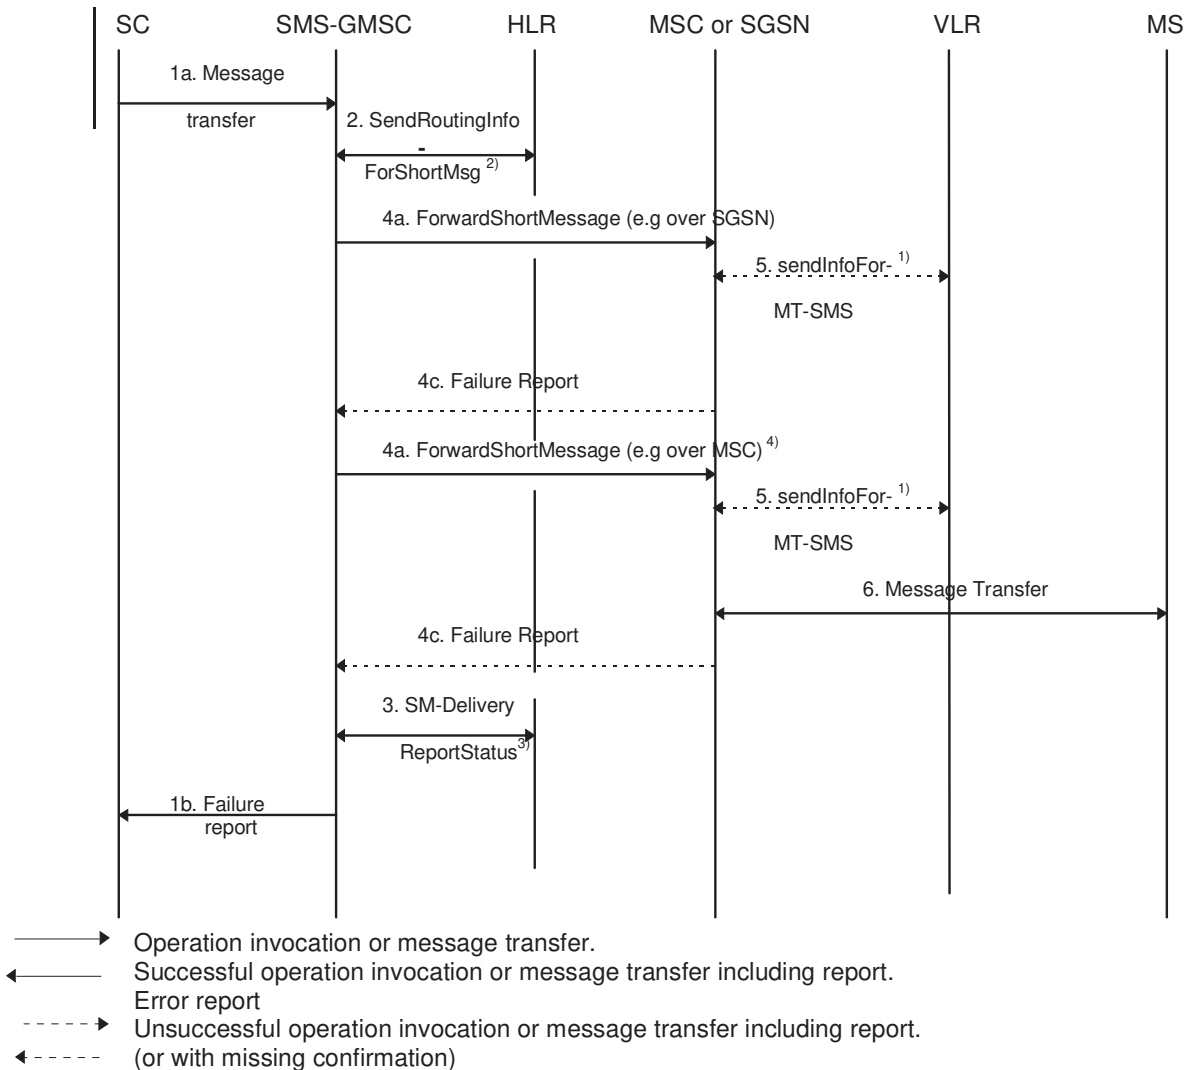 SC SMS-GMSC HLR MSC or SGSN VLR MS
1a. Message
transfer
2. SendRoutingInfo
-
ForShortMsg 2)
4a. ForwardShortMessage (e.g over SGSN)
5. sendInfoFor- 1)
MT-SMS
4c. Failure Report
4a. ForwardShortMessage (e.g over MSC) 4)
5. sendInfoFor- 1)
MT-SMS
6. Message Transfer
4c. Failure Report
3. SM-Delivery
ReportStatus3)
1b. Failure
report
Operation invocation or message transfer.
Successful operation invocation or message transfer including report.
Error report
Unsuccessful operation invocation or message transfer including report.
(or with missing confirmation)